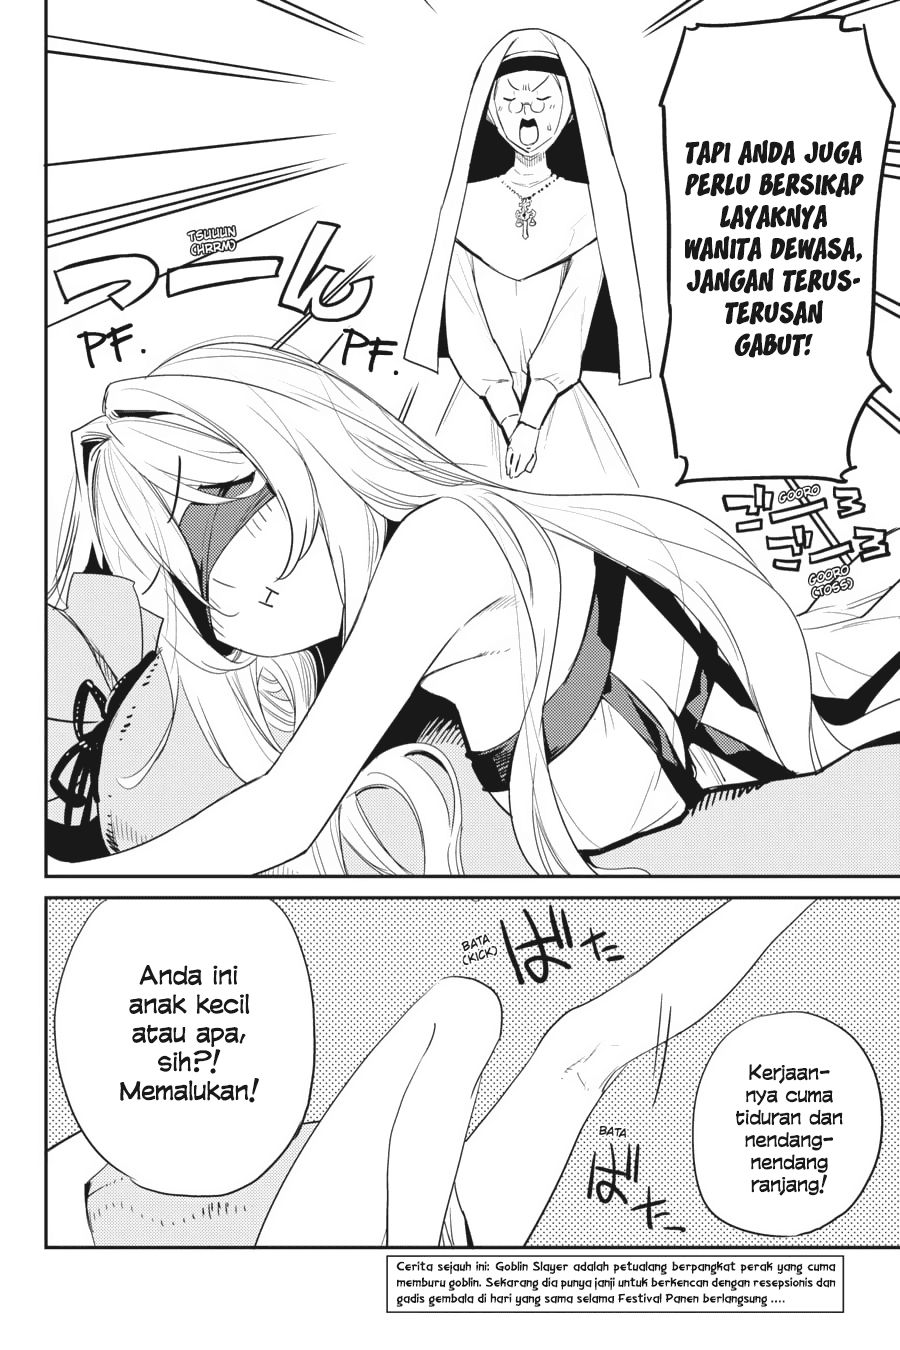 TAPI ANDA JUGA
PERLU BERSIKAP
LAYAKNYA
WANITA DEWASA,
JANGAN TERUS-
TERUSAN
GABUT!
TSUUUN
(HRRM)
つーーん
PF.
PF.
GOORO
ごーろ
ごーろ
GOORO
(TOSS)
BATA
(KICK)
ばた
Kerjaan-
nya cuma
tiduran dan
nendang-
nendang
ranjang!
BATA
ばた
Anda ini
anak kecil
atau apa,
sih?!
Memalukan!
Cerita sejauh ini: Goblin Slayer adalah petualang berpangkat perak yang cuma
memburu goblin. Sekarang dia punya janji untuk berkencan dengan resepsionis dan
gadis gembala di hari yang sama selama Festival Panen berlangsung ....